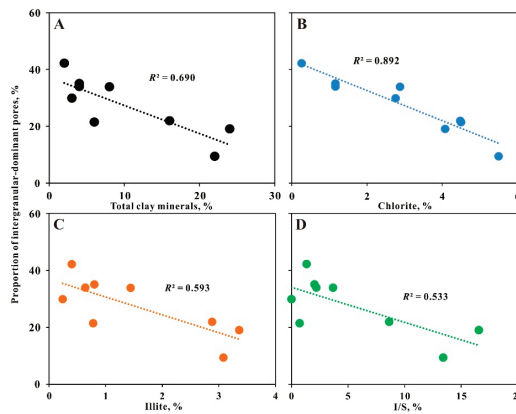 A
B
R² = 0.690
R² = 0.892
60
40
20
0
0
10
20
30
0
2
4
6
Total clay minerals, %
Chlorite, %
Proportion of intergranular-dominant pores, %
C
D
R² = 0.593
R² = 0.533
60
40
20
0
0
1
2
3
4
0
5
10
15
Illite, %
I/S, %